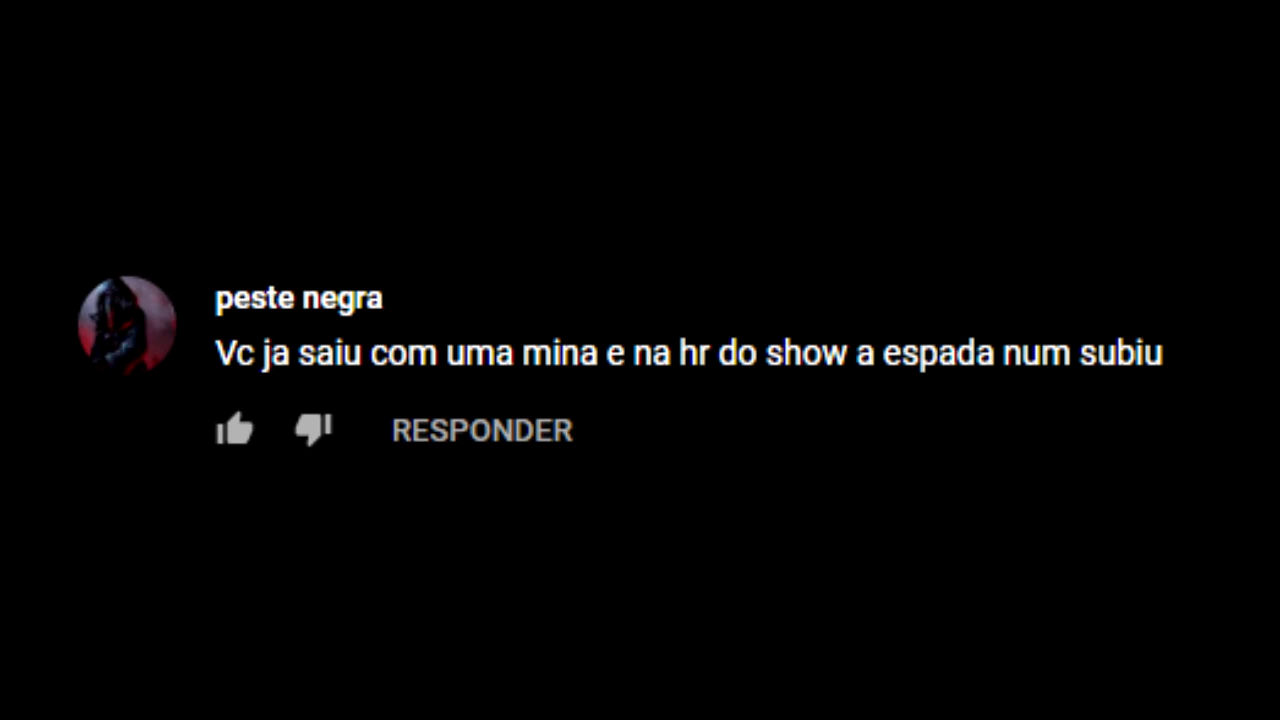 peste negra
Vc ja saiu com uma mina e na hr do show a espada num subiu
RESPONDER